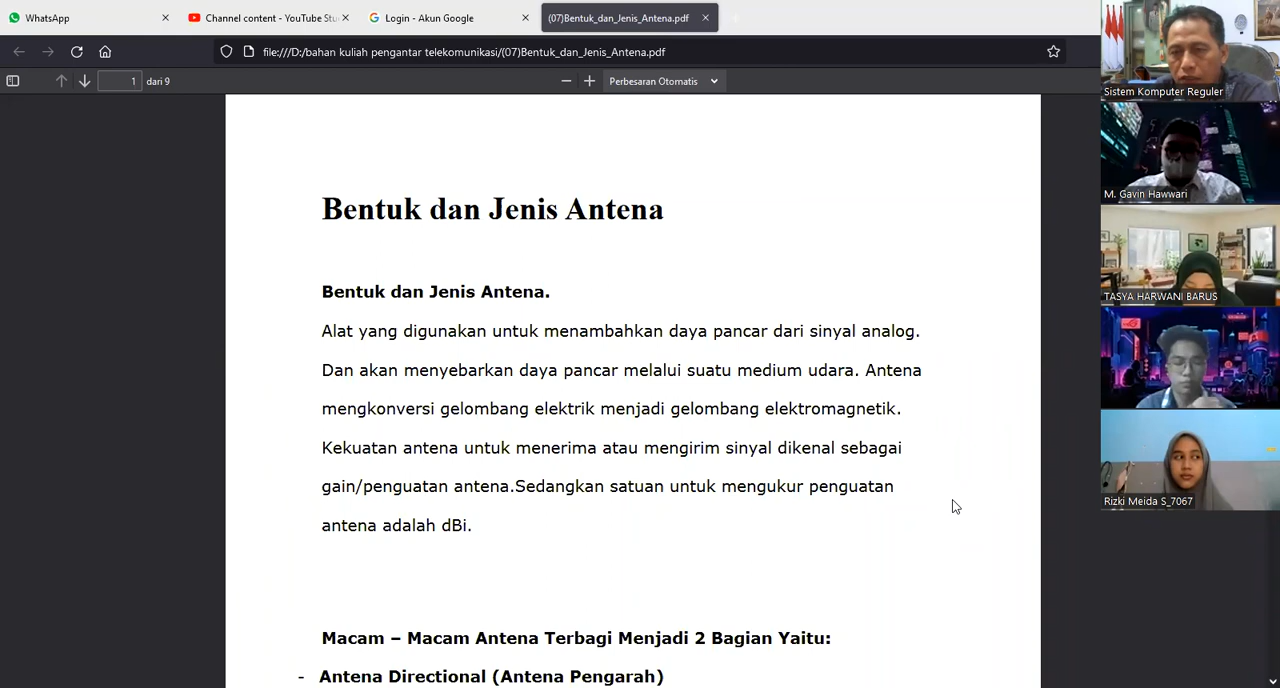 WhatsApp
Channel content - YouTube Stu
Login - Akun Google
(07)Bentuk_dan_Jenis_Antena.pdf
file:///D:/bahan kuliah pengantar telekomunikasi/(07)Bentuk_dan_Jenis_Antena.pdf
1 dari 9
Perbesaran Otomatis
Bentuk dan Jenis Antena
Bentuk dan Jenis Antena.
Alat yang digunakan untuk menambahkan daya pancar dari sinyal analog.
Dan akan menyebarkan daya pancar melalui suatu medium udara. Antena
mengkonversi gelombang elektrik menjadi gelombang elektromagnetik.
Kekuatan antena untuk menerima atau mengirim sinyal dikenal sebagai
gain/penguatan antena.Sedangkan satuan untuk mengukur penguatan
antena adalah dBi.
Macam – Macam Antena Terbagi Menjadi 2 Bagian Yaitu:
- Antena Directional (Antena Pengarah)
Sistem Komputer Reguler
M. Gavin Hawwari
TASYA HARWANI BARUS
Rizki Meida S_7067